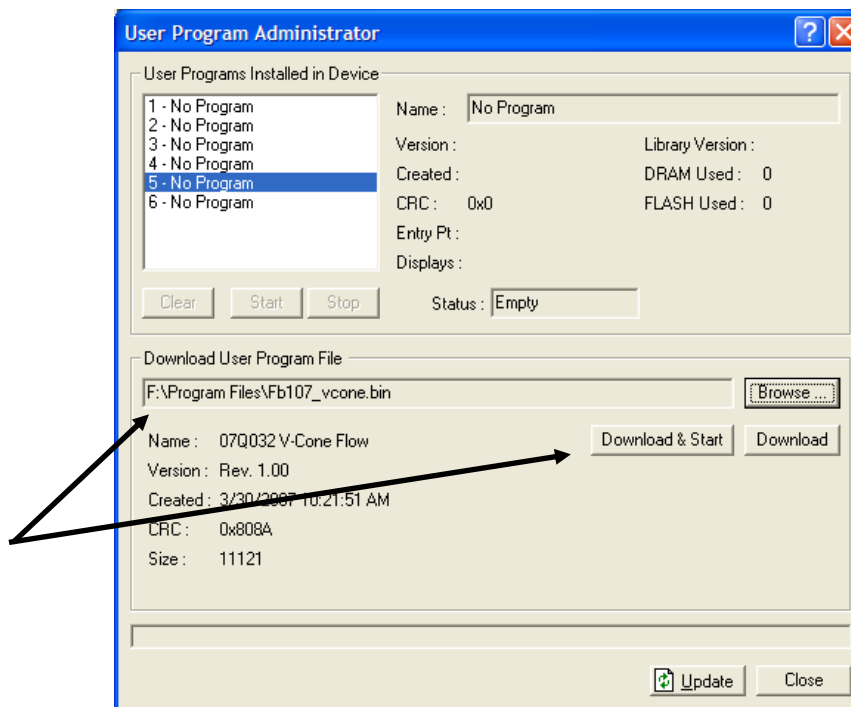 User Program Administrator
User Programs Installed in Device
1 - No Program
2 - No Program
3 - No Program
4 - No Program
5 - No Program
6 - No Program
Name : No Program
Version : Library Version :
Created : DRAM Used : 0
CRC : 0x0 FLASH Used : 0
Entry Pt :
Displays :
Clear Start Stop Status : Empty
Download User Program File
F:\Program Files\Fb107_vcone.bin Browse ...
Name : 07Q032 V-Cone Flow Download & Start Download
Version : Rev. 1.00
Created : 3/30/2007 10:21:51 AM
CRC : 0x808A
Size : 11121
Update Close